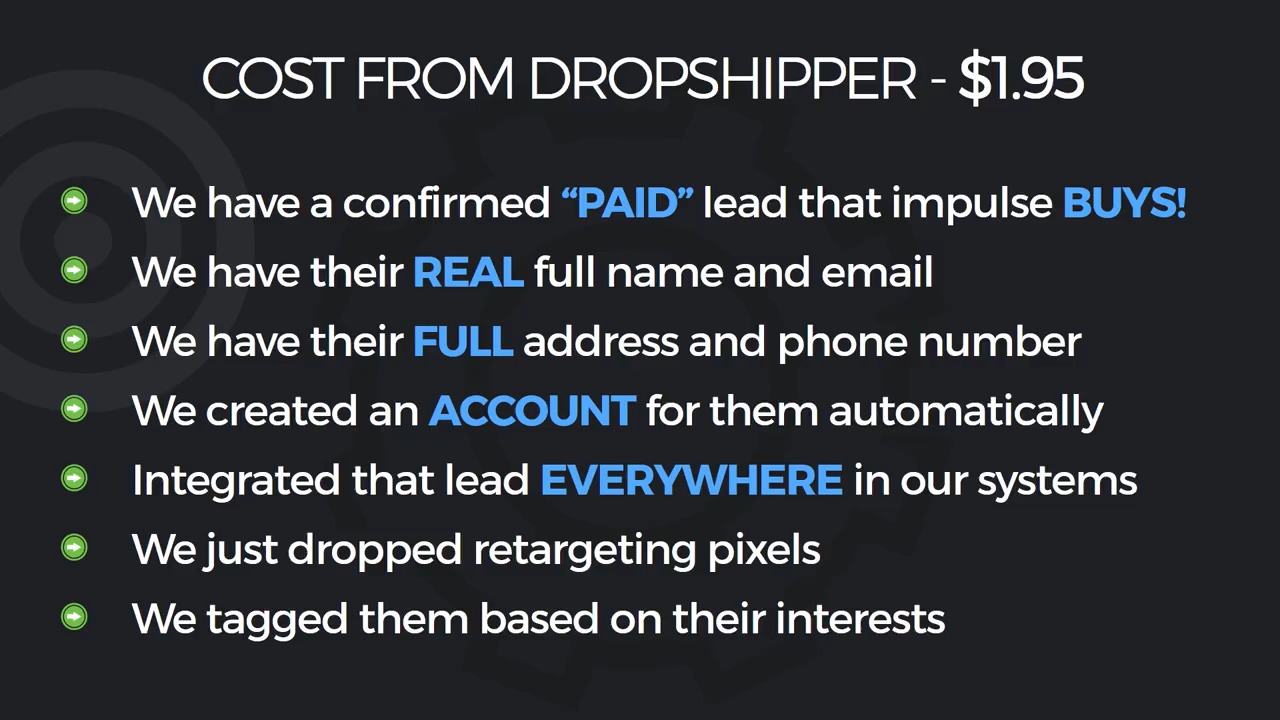 COST FROM DROPSHIPPER - $1.95
We have a confirmed “PAID” lead that impulse BUYS!
We have their REAL full name and email
We have their FULL address and phone number
We created an ACCOUNT for them automatically
Integrated that lead EVERYWHERE in our systems
We just dropped retargeting pixels
We tagged them based on their interests